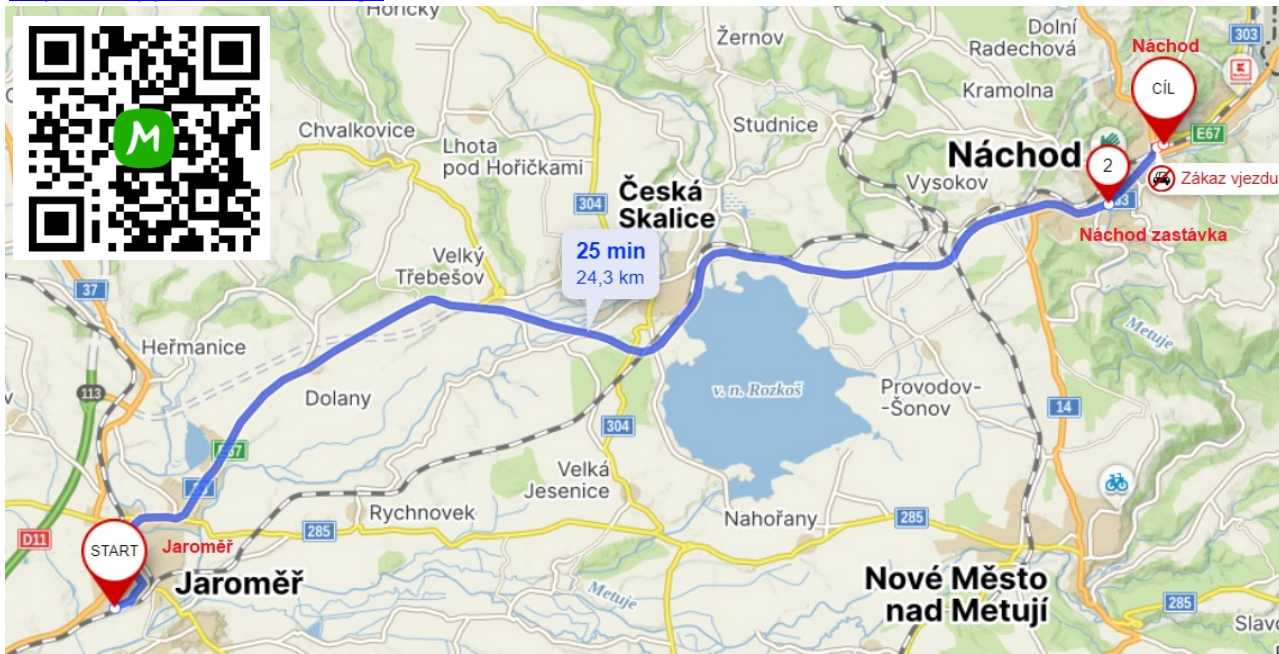 Hořičky
Dolní
Radechová
303
Žernov
Náchod
CÍL
Kramolna
E67
Chvalkovice
Studnice
Lhota
pod Hořičkami
Náchod
2
Vysokov
Zákaz vjezdu
304
Česká
Skalice
33
Náchod zastávka
25 min
24,3 km
Velký
Třebešov
37
Metuje
Heřmanice
113
Dolany
v. n. Rozkoš
Provodov-
-Šonov
14
304
E67
Velká
Jesenice
33
Rychnovek
285
Nahořany
285
D11
START
Jaroměř
Jaroměř
Metuje
Nové Město
nad Metují
285